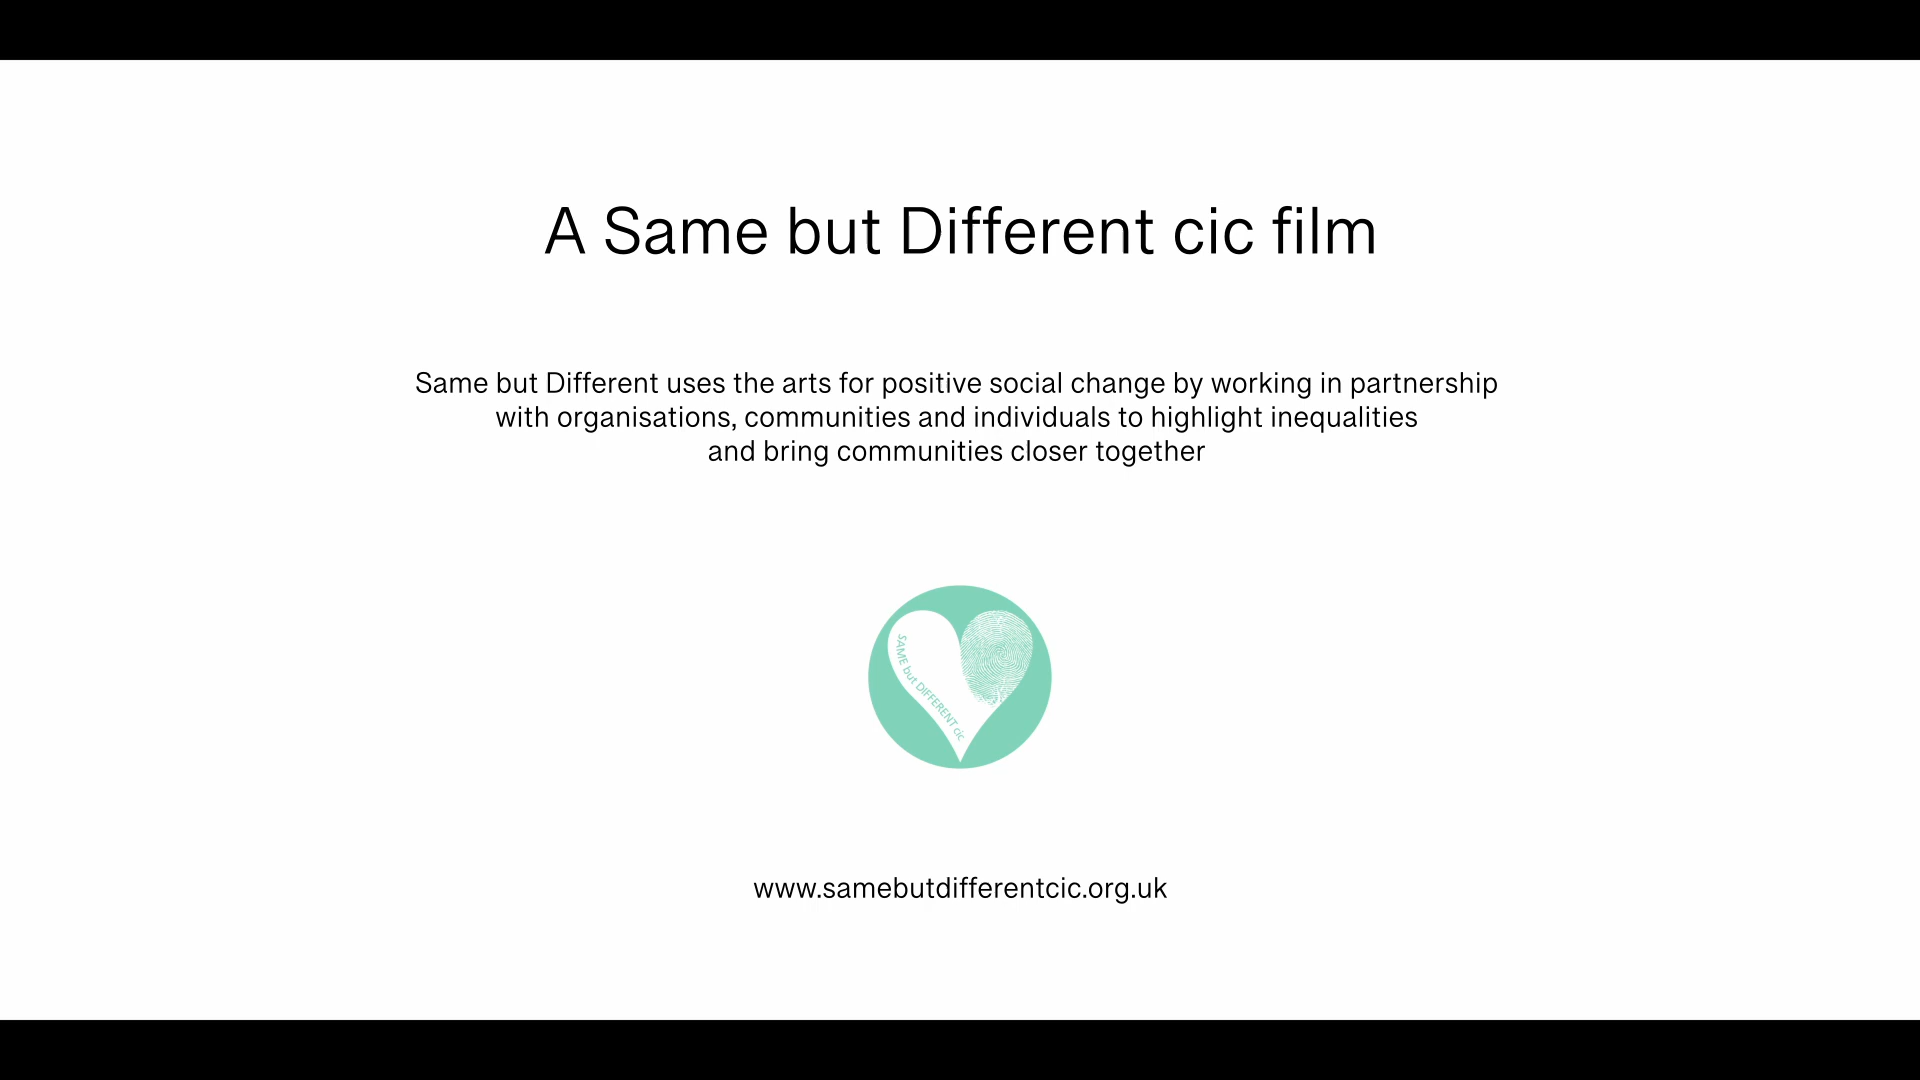 A Same but Different cic film
Same but Different uses the arts for positive social change by working in partnership
with organisations, communities and individuals to highlight inequalities
and bring communities closer together
SAME but DIFFERENT cic
www.samebutdifferentcic.org.uk